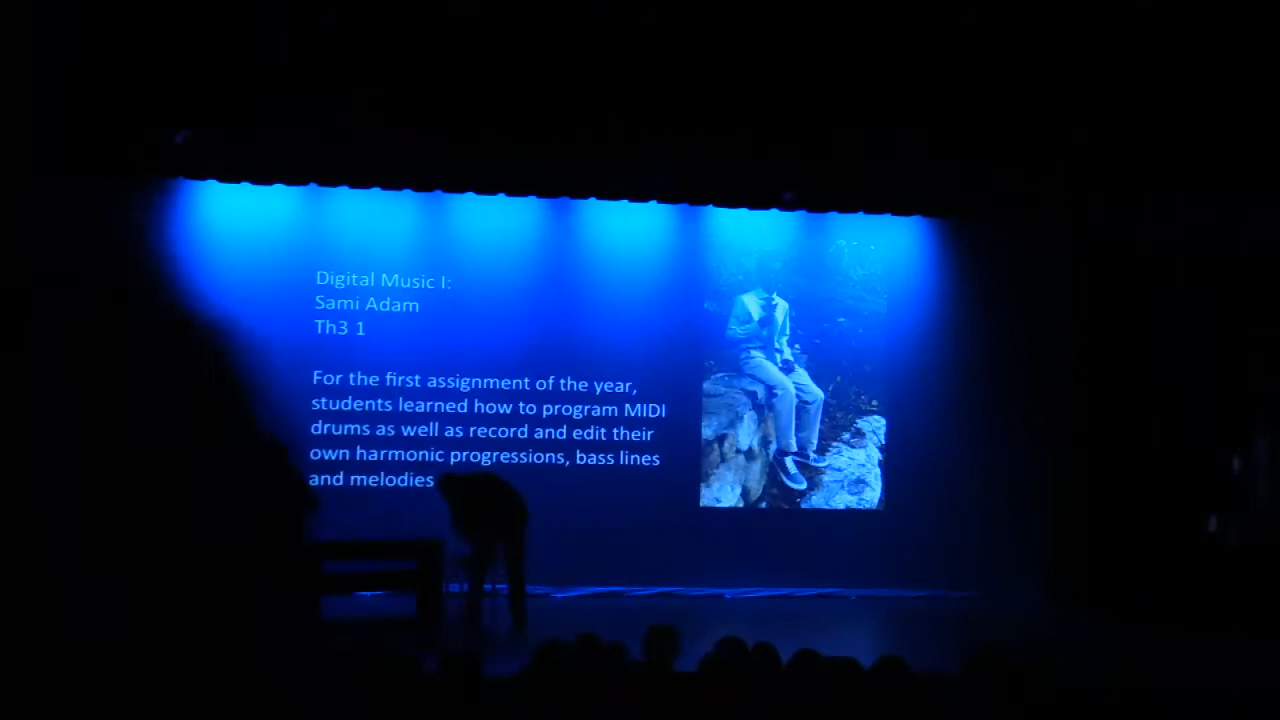 Digital Music I:
Sami Adam
Th3 1
For the first assignment of the year,
students learned how to program MIDI
drums as well as record and edit their
own harmonic progressions, bass lines
and melodies